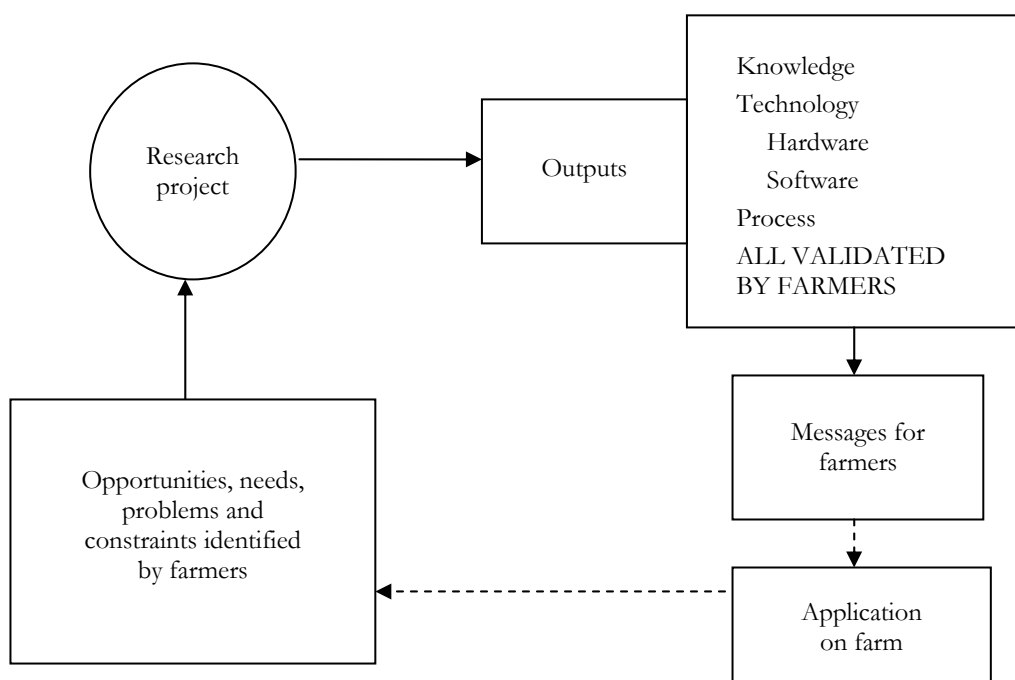 Research
project
Outputs
Knowledge
Technology
Hardware
Software
Process
ALL VALIDATED
BY FARMERS
Messages for
farmers
Opportunities, needs,
problems and
constraints identified
by farmers
Application
on farm